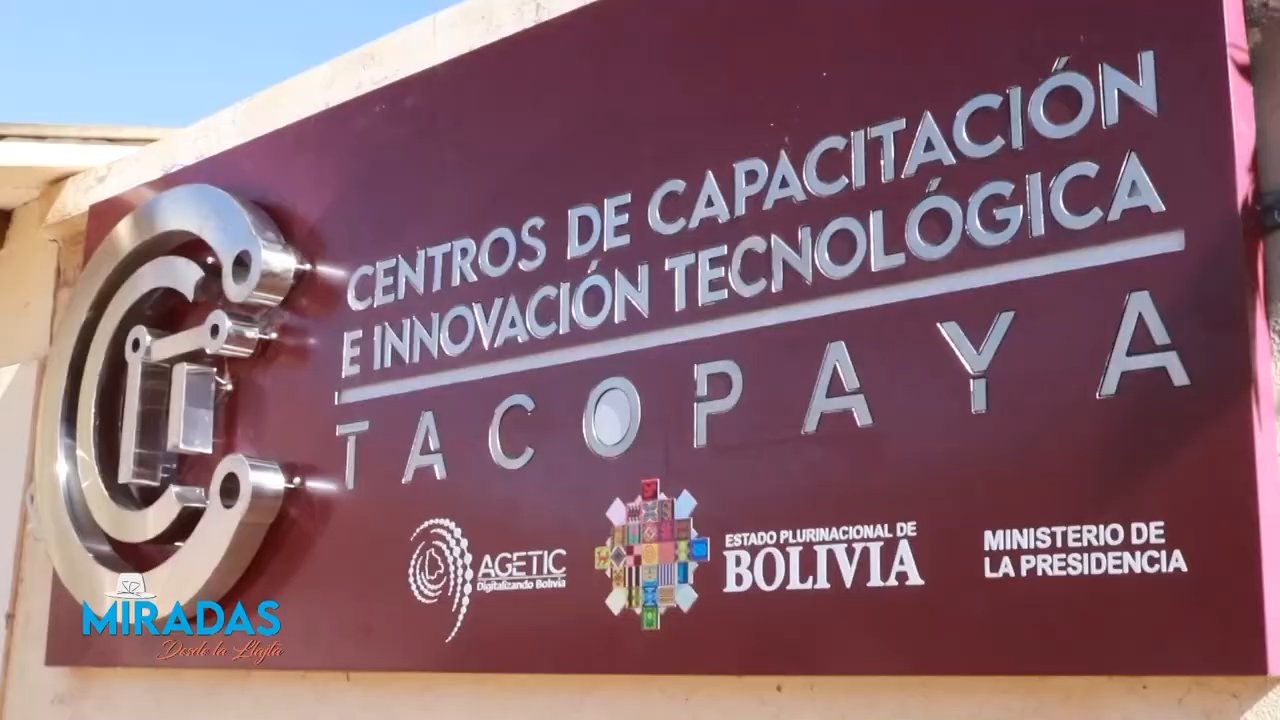 CENTROS DE CAPACITACIÓN
E INNOVACIÓN TECNOLÓGICA
TACOPAYA
AGETIC
Digitalizando Bolivia
ESTADO PLURINACIONAL DE
BOLIVIA
MINISTERIO DE
LA PRESIDENCIA
MIRADAS
Desde la Llajta